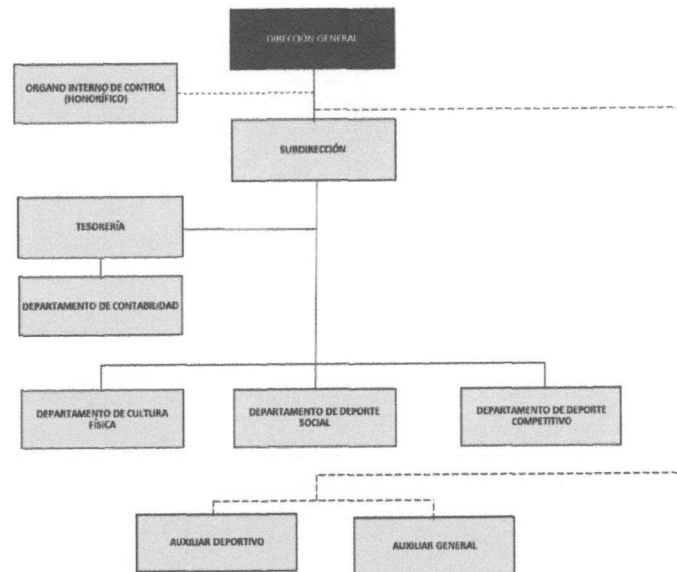 DIRECCIÓN GENERAL
ORGANO INTERNO DE CONTROL
(HONORÍFICO)
SUBDIRECCIÓN
TESORERÍA
DEPARTAMENTO DE CONTABILIDAD
DEPARTAMENTO DE CULTURA
FÍSICA
DEPARTAMENTO DE DEPORTE
SOCIAL
DEPARTAMENTO DE DEPORTE
COMPETITIVO
AUXILIAR DEPORTIVO
AUXILIAR GENERAL